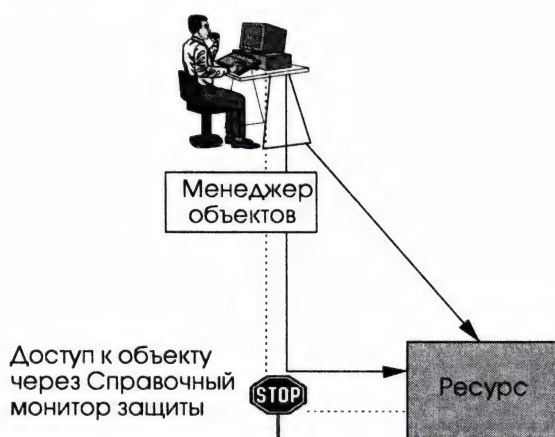 Менеджер
объектов
Доступ к объекту
через Справочный
монитор защиты
STOP
Ресурс